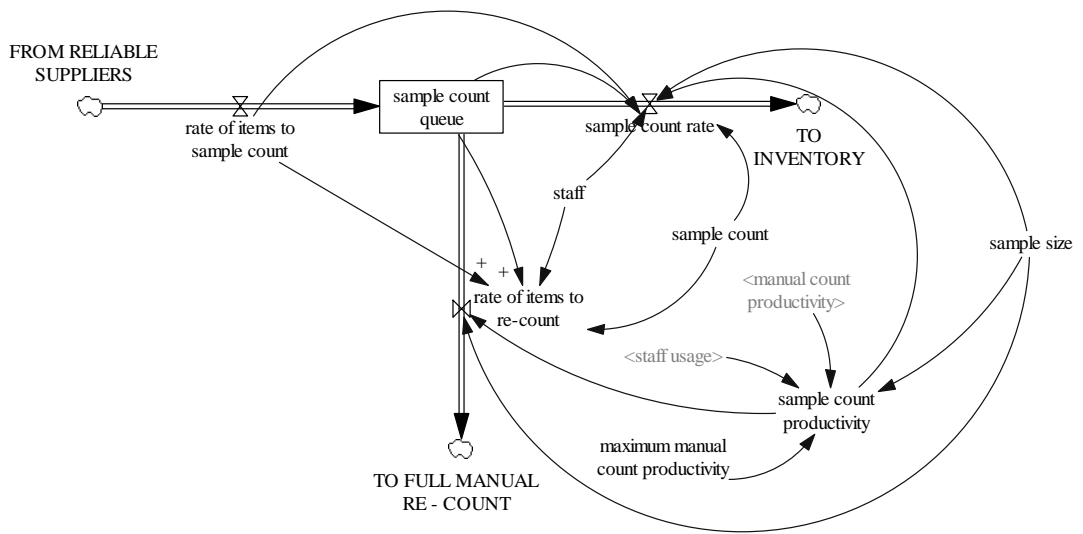 FROM RELIABLE
SUPPLIERS
sample count
queue
rate of items to
sample count
sample count rate
TO
INVENTORY
staff
sample count
sample size
+
+
<manual count
productivity>
rate of items to
re-count
<staff usage>
sample count
productivity
maximum manual
count productivity
TO FULL MANUAL
RE - COUNT